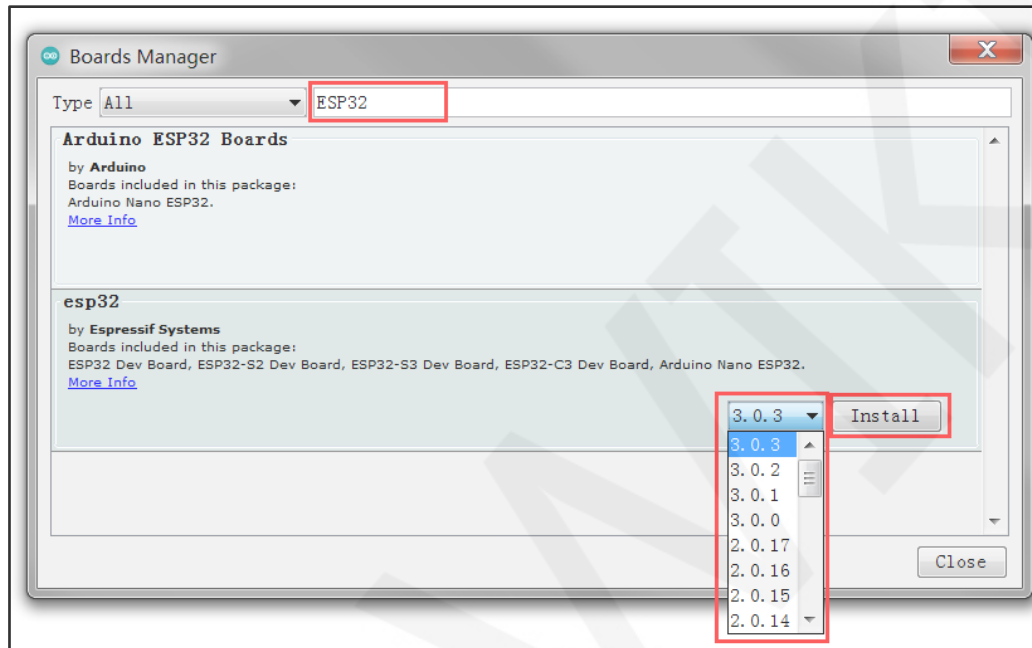 Boards Manager
Type All ESP32
Arduino ESP32 Boards
by Arduino
Boards included in this package:
Arduino Nano ESP32.
More Info
esp32
by Espressif Systems
Boards included in this package:
ESP32 Dev Board, ESP32-S2 Dev Board, ESP32-S3 Dev Board, ESP32-C3 Dev Board, Arduino Nano ESP32.
More Info
3.0.3 Install
3.0.3
3.0.2
3.0.1
3.0.0
2.0.17
2.0.16
2.0.15
2.0.14
Close